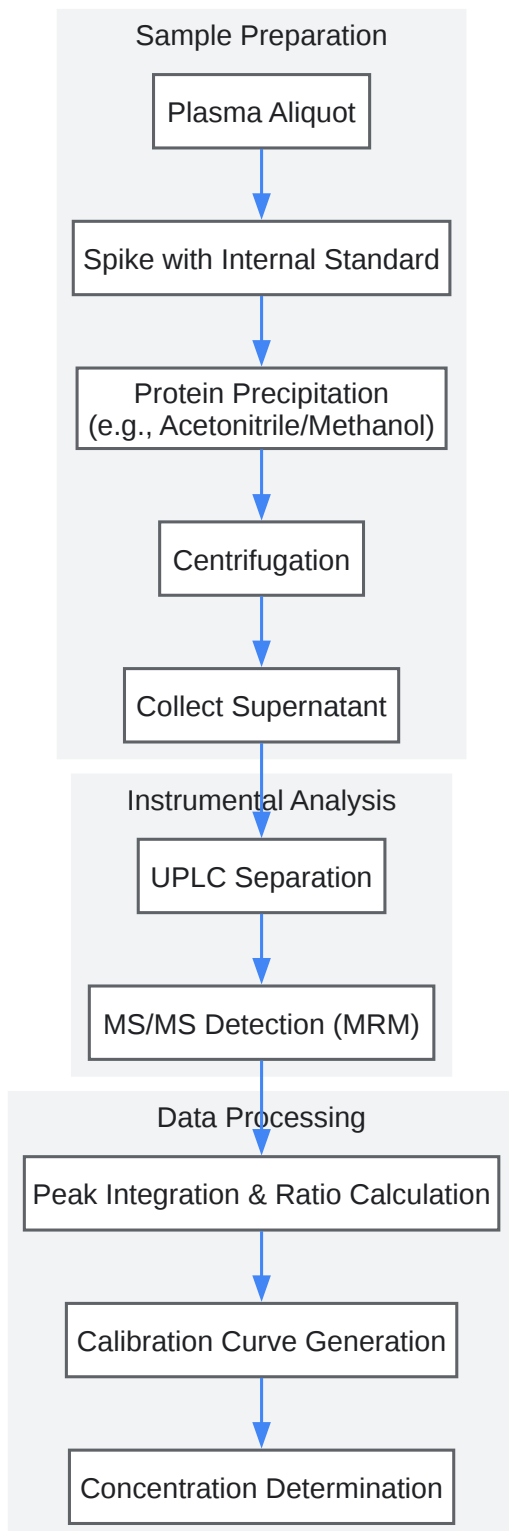 Sample Preparation
Plasma Aliquot
Spike with Internal Standard
Protein Precipitation
(e.g., Acetonitrile/Methanol)
Centrifugation
Collect Supernatant
Instrumental Analysis
UPLC Separation
MS/MS Detection (MRM)
Data Processing
Peak Integration & Ratio Calculation
Calibration Curve Generation
Concentration Determination